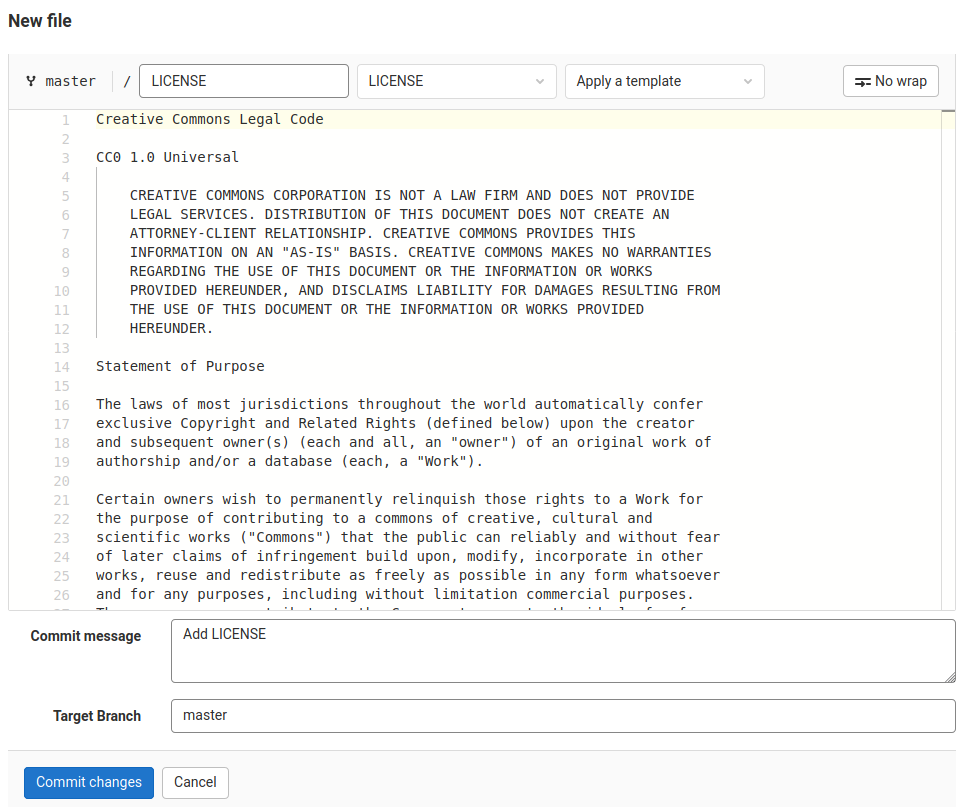 New file
master / LICENSE LICENSE Apply a template No wrap
1 Creative Commons Legal Code
2
3 CC0 1.0 Universal
4
5 CREATIVE COMMONS CORPORATION IS NOT A LAW FIRM AND DOES NOT PROVIDE
6 LEGAL SERVICES. DISTRIBUTION OF THIS DOCUMENT DOES NOT CREATE AN
7 ATTORNEY-CLIENT RELATIONSHIP. CREATIVE COMMONS PROVIDES THIS
8 INFORMATION ON AN "AS-IS" BASIS. CREATIVE COMMONS MAKES NO WARRANTIES
9 REGARDING THE USE OF THIS DOCUMENT OR THE INFORMATION OR WORKS
10 PROVIDED HEREUNDER, AND DISCLAIMS LIABILITY FOR DAMAGES RESULTING FROM
11 THE USE OF THIS DOCUMENT OR THE INFORMATION OR WORKS PROVIDED
12 HEREUNDER.
13
14 Statement of Purpose
15
16 The laws of most jurisdictions throughout the world automatically confer
17 exclusive Copyright and Related Rights (defined below) upon the creator
18 and subsequent owner(s) (each and all, an "owner") of an original work of
19 authorship and/or a database (each, a "Work").
20
21 Certain owners wish to permanently relinquish those rights to a Work for
22 the purpose of contributing to a commons of creative, cultural and
23 scientific works ("Commons") that the public can reliably and without fear
24 of later claims of infringement build upon, modify, incorporate in other
25 works, reuse and redistribute as freely as possible in any form whatsoever
26 and for any purposes, including without limitation commercial purposes.
Commit message Add LICENSE
Target Branch master
Commit changes Cancel